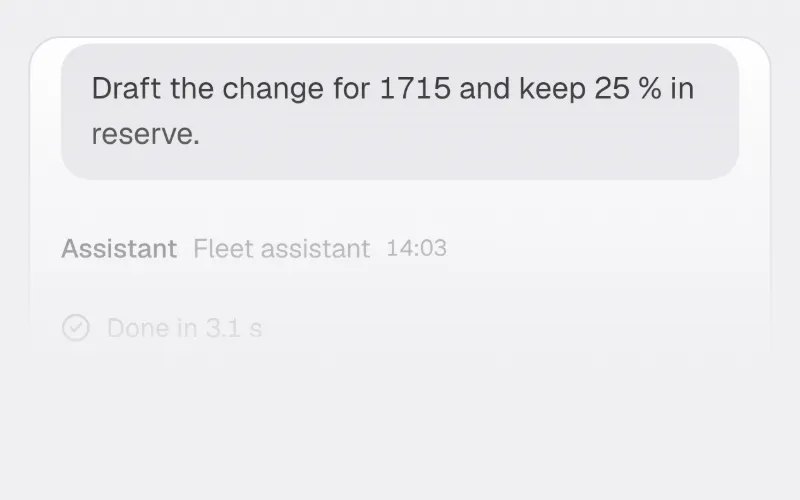 Draft the change for 1715 and keep 25 % in
reserve.
Assistant Fleet assistant 14:03
Done in 3.1 s